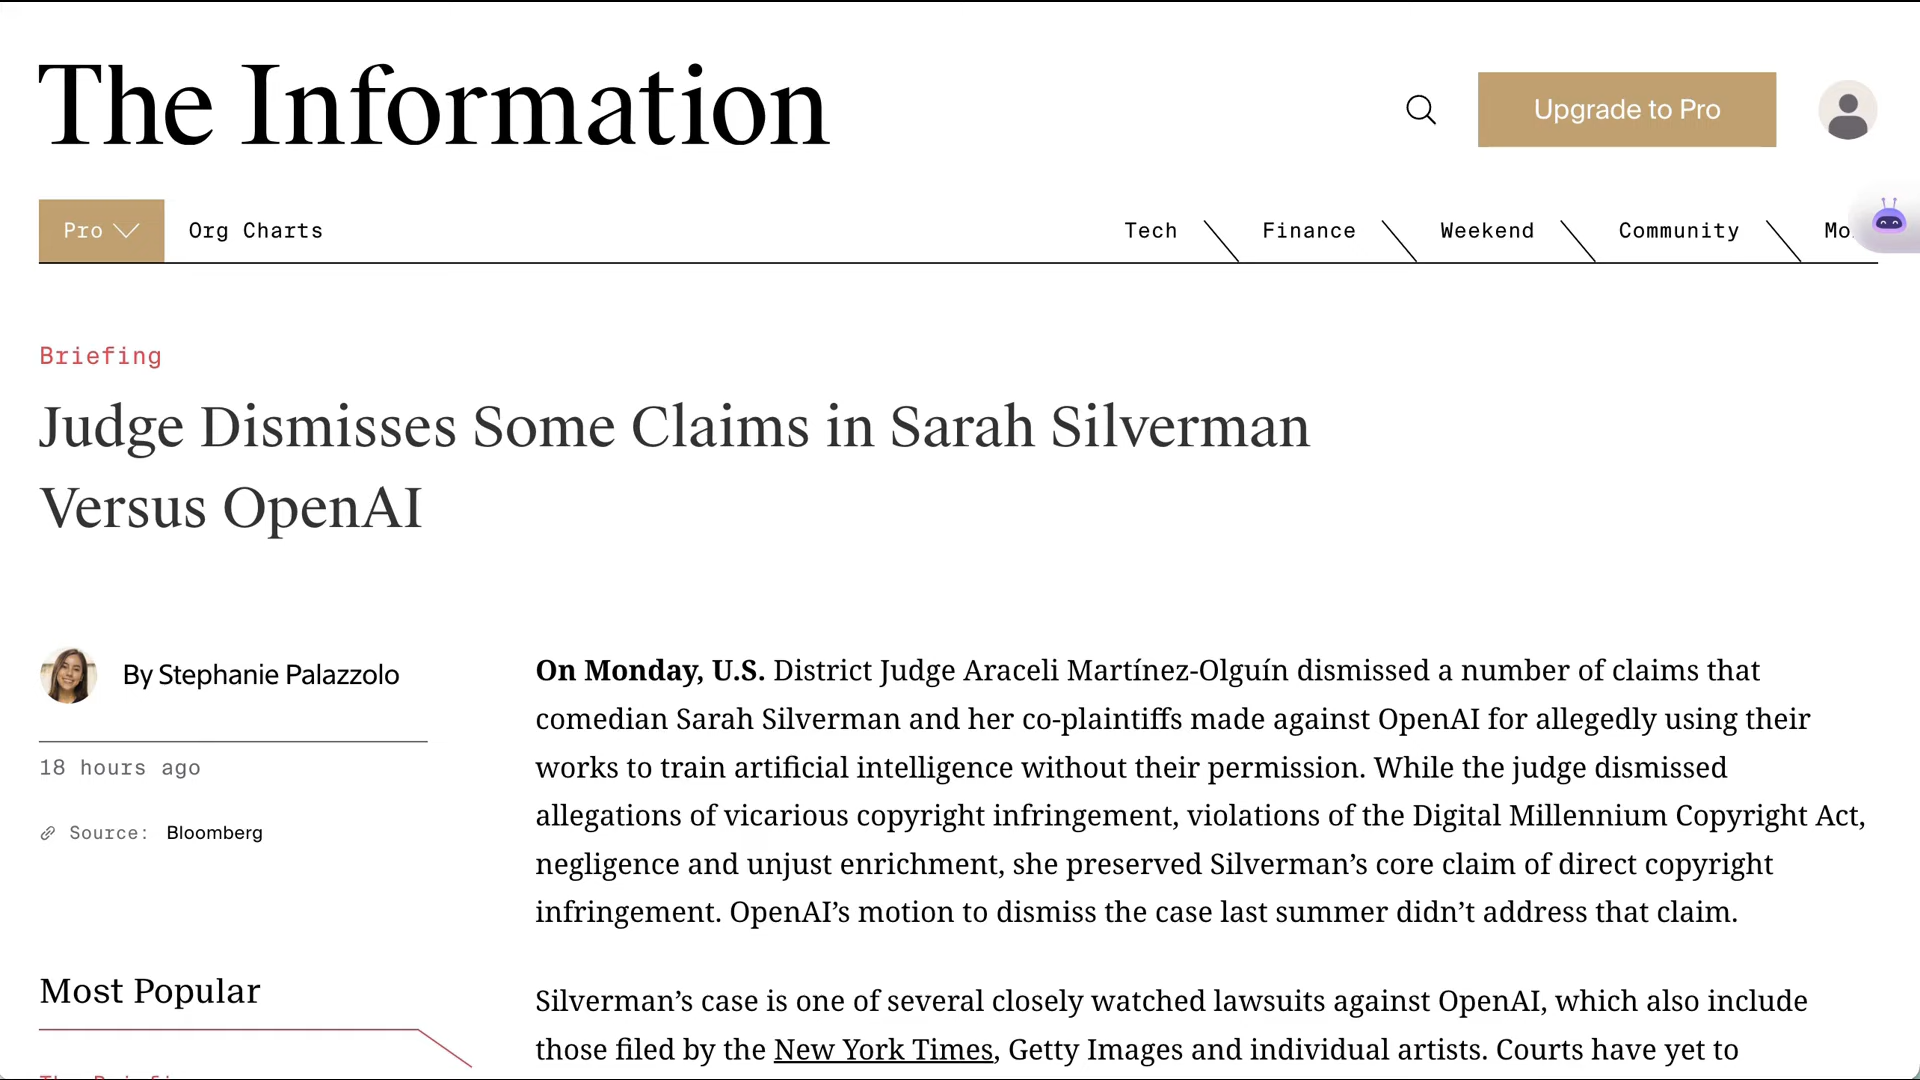 The Information
Upgrade to Pro
Pro
Org Charts
Tech
Finance
Weekend
Community
Briefing
Judge Dismisses Some Claims in Sarah Silverman
Versus OpenAI
By Stephanie Palazzolo
18 hours ago
Source: Bloomberg
Most Popular
On Monday, U.S. District Judge Araceli Martínez-Olguín dismissed a number of claims that
comedian Sarah Silverman and her co-plaintiffs made against OpenAI for allegedly using their
works to train artificial intelligence without their permission. While the judge dismissed
allegations of vicarious copyright infringement, violations of the Digital Millennium Copyright Act,
negligence and unjust enrichment, she preserved Silverman’s core claim of direct copyright
infringement. OpenAI’s motion to dismiss the case last summer didn’t address that claim.
Silverman’s case is one of several closely watched lawsuits against OpenAI, which also include
those filed by the New York Times, Getty Images and individual artists. Courts have yet to